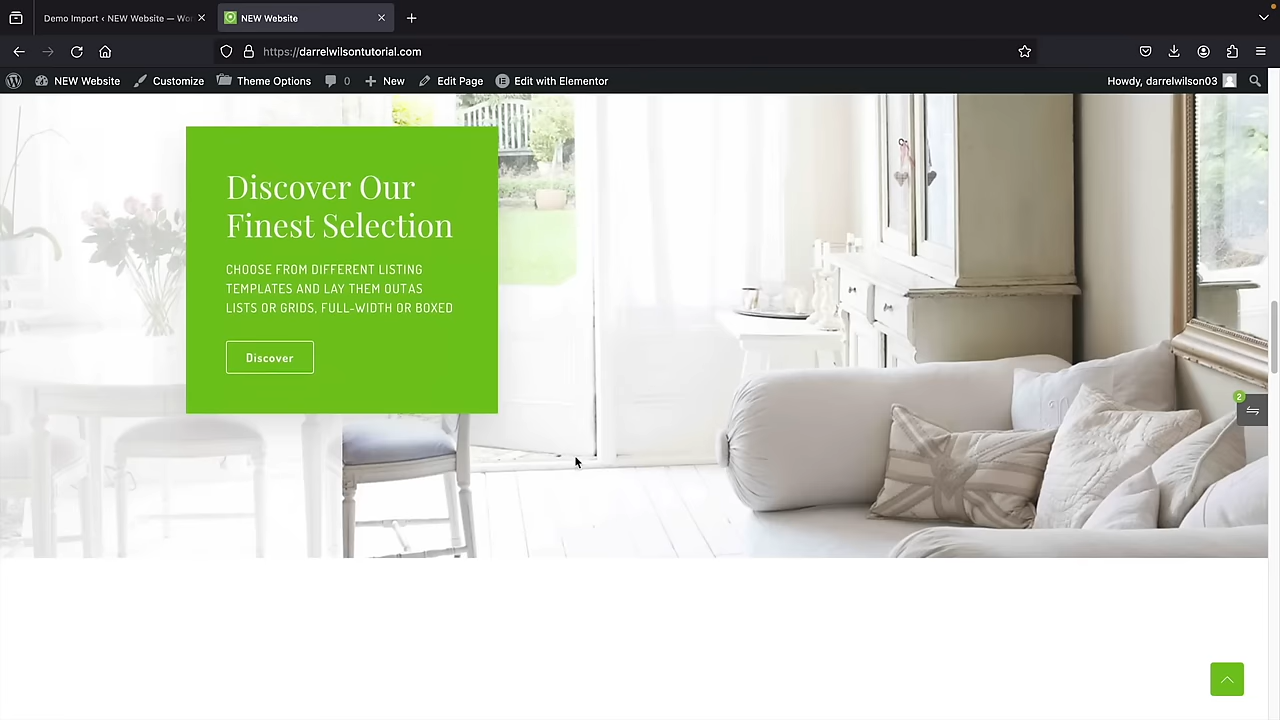 Demo Import ‹ NEW Website — Wor
NEW Website
https://darrelwilsontutorial.com
NEW Website
Customize
Theme Options
0
New
Edit Page
Edit with Elementor
Howdy, darrelwilson03
Discover Our
Finest Selection
CHOOSE FROM DIFFERENT LISTING
TEMPLATES AND LAY THEM OUTAS
LISTS OR GRIDS, FULL-WIDTH OR BOXED
Discover
2